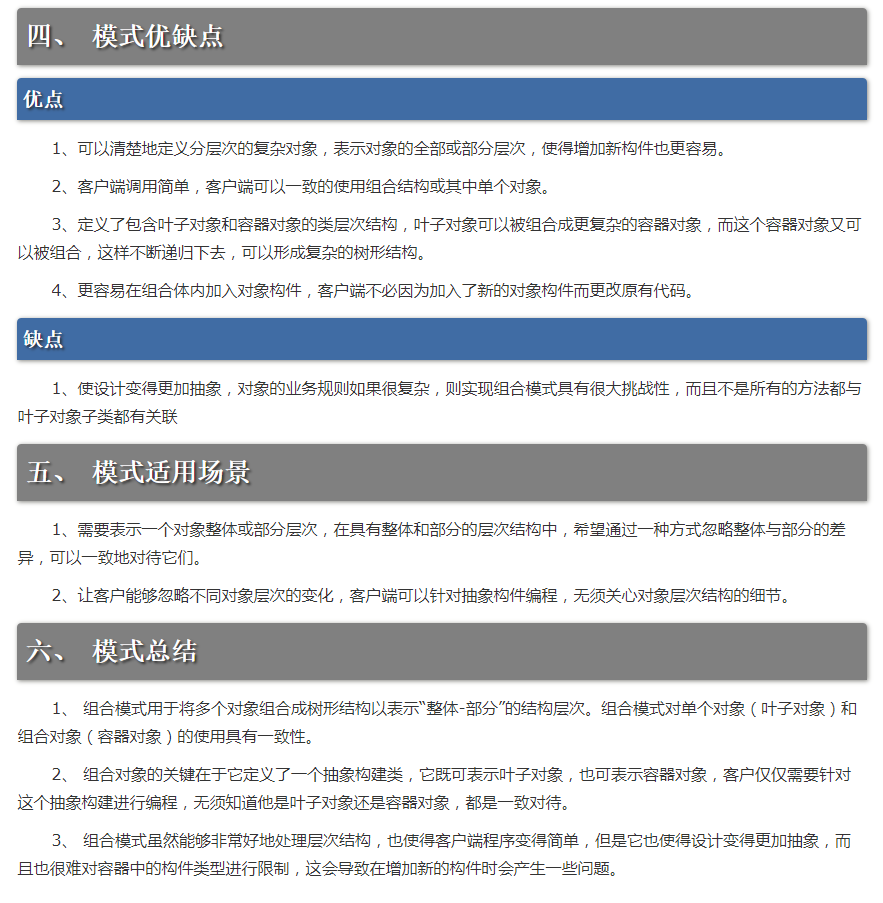 四、 模式优缺点
优点
1、可以清楚地定义分层次的复杂对象，表示对象的全部或部分层次，使得增加新构件也更容易。
2、客户端调用简单，客户端可以一致的使用组合结构或其中单个对象。
3、定义了包含叶子对象和容器对象的类层次结构，叶子对象可以被组合成更复杂的容器对象，而这个容器对象又可
以被组合，这样不断递归下去，可以形成复杂的树形结构。
4、更容易在组合体内加入对象构件，客户端不必因为加入了新的对象构件而更改原有代码。
缺点
1、使设计变得更加抽象，对象的业务规则如果很复杂，则实现组合模式具有很大挑战性，而且不是所有的方法都与
叶子对象子类都有关联
五、 模式适用场景
1、需要表示一个对象整体或部分层次，在具有整体和部分的层次结构中，希望通过一种方式忽略整体与部分的差
异，可以一致地对待它们。
2、让客户能够忽略不同对象层次的变化，客户端可以针对抽象构件编程，无须关心对象层次结构的细节。
六、 模式总结
1、 组合模式用于将多个对象组合成树形结构以表示“整体-部分”的结构层次。组合模式对单个对象（叶子对象）和
组合对象（容器对象）的使用具有一致性。
2、 组合对象的关键在于它定义了一个抽象构建类，它既可表示叶子对象，也可表示容器对象，客户仅仅需要针对
这个抽象构建进行编程，无须知道他是叶子对象还是容器对象，都是一致对待。
3、 组合模式虽然能够非常好地处理层次结构，也使得客户端程序变得简单，但是它也使得设计变得更加抽象，而
且也很难对容器中的构件类型进行限制，这会导致在增加新的构件时会产生一些问题。